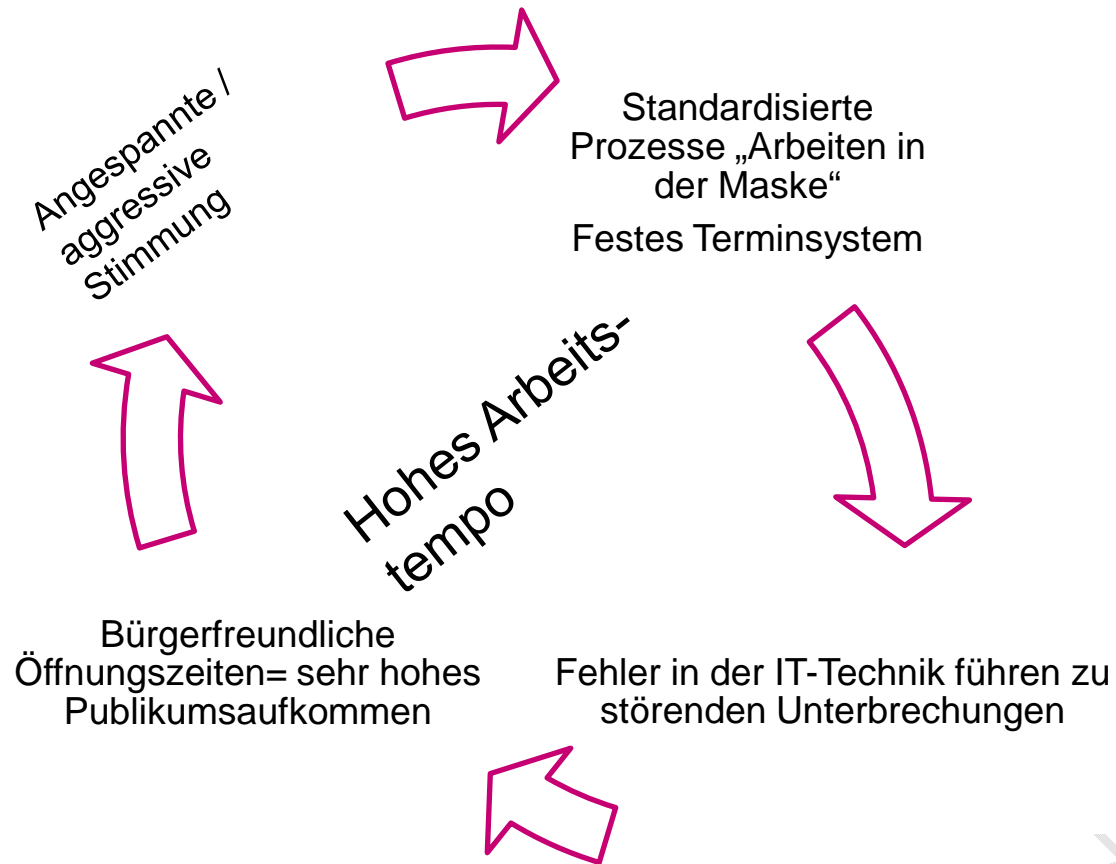 Angespannte /
aggressive
Stimmung
Standardisierte
Prozesse „Arbeiten in
der Maske“
Festes Terminsystem
Hohes Arbeits-
tempo
Bürgerfreundliche
Öffnungszeiten= sehr hohes
Publikumsaufkommen
Fehler in der IT-Technik führen zu
störenden Unterbrechungen